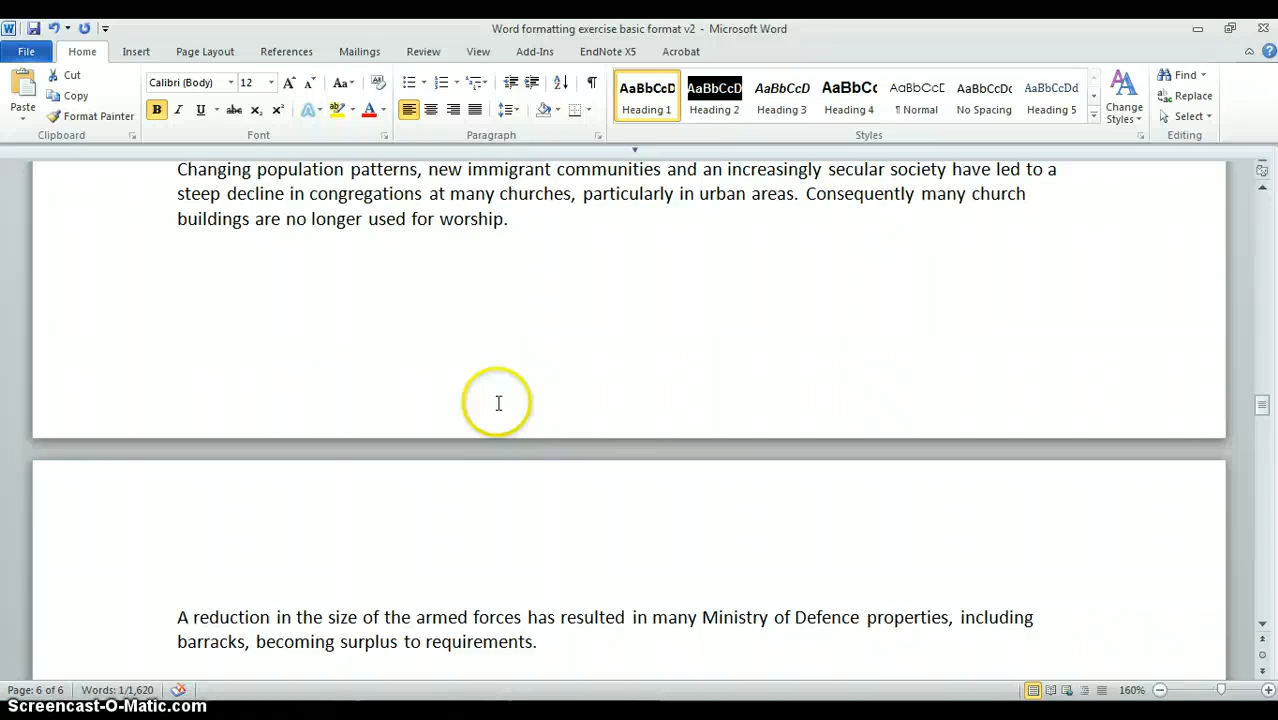 Word formatting exercise basic format v2 - Microsoft Word
File Home Insert Page Layout References Mailings Review View Add-Ins EndNote X5 Acrobat
Paste
Cut
Copy
Format Painter
Clipboard
Calibri (Body) 12
Font
Paragraph
AaBbCcD AaBbCcD AaBbCcD AaBbCc AaBbCcD AaBbCcDc AaBbCcDd
Heading 1 Heading 2 Heading 3 Heading 4 ¶ Normal No Spacing Heading 5
Change Styles
Styles
Find
Replace
Select
Editing
Changing population patterns, new immigrant communities and an increasingly secular society have led to a
steep decline in congregations at many churches, particularly in urban areas. Consequently many church
buildings are no longer used for worship.
A reduction in the size of the armed forces has resulted in many Ministry of Defence properties, including
barracks, becoming surplus to requirements.
Page: 6 of 6 Words: 1/1,620 160%
Screencast-O-Matic.com